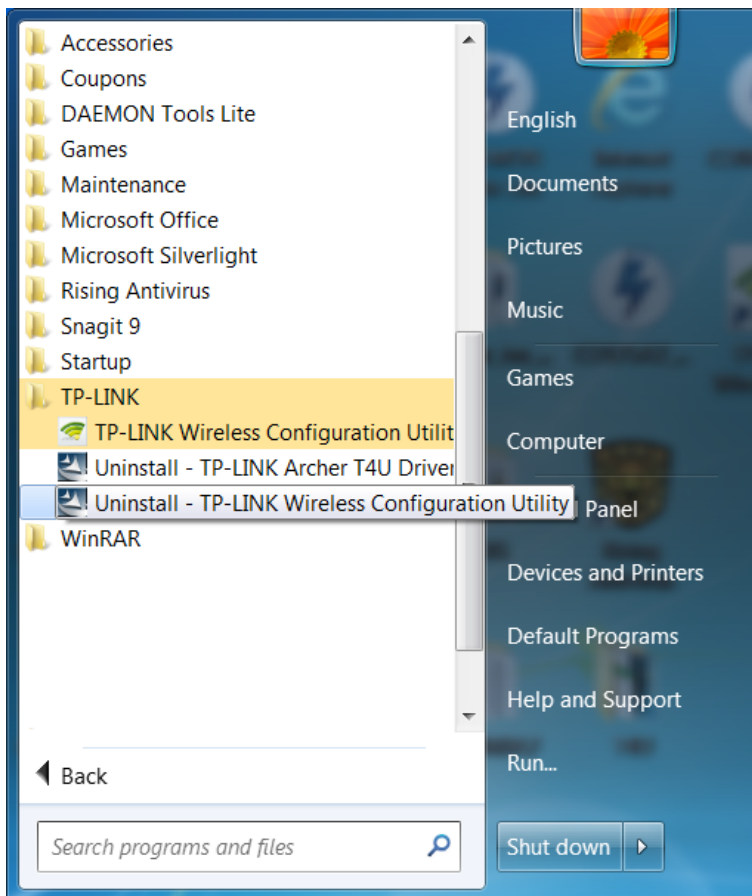 Accessories
Coupons
DAEMON Tools Lite
Games
Maintenance
Microsoft Office
Microsoft Silverlight
Rising Antivirus
Snagit 9
Startup
TP-LINK
TP-LINK Wireless Configuration Utilit
Uninstall - TP-LINK Archer T4U Driver
Uninstall - TP-LINK Wireless Configuration Utility
WinRAR
Back
Search programs and files
English
Documents
Pictures
Music
Games
Computer
Panel
Devices and Printers
Default Programs
Help and Support
Run...
Shut down